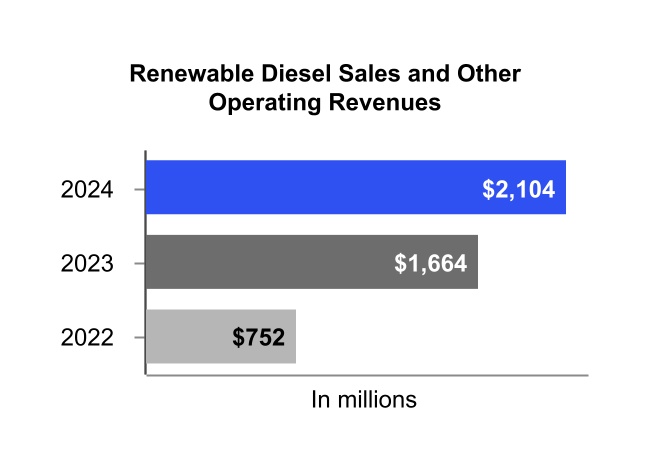 Renewable Diesel Sales and Other
Operating Revenues
2024 $2,104
2023 $1,664
2022 $752
In millions